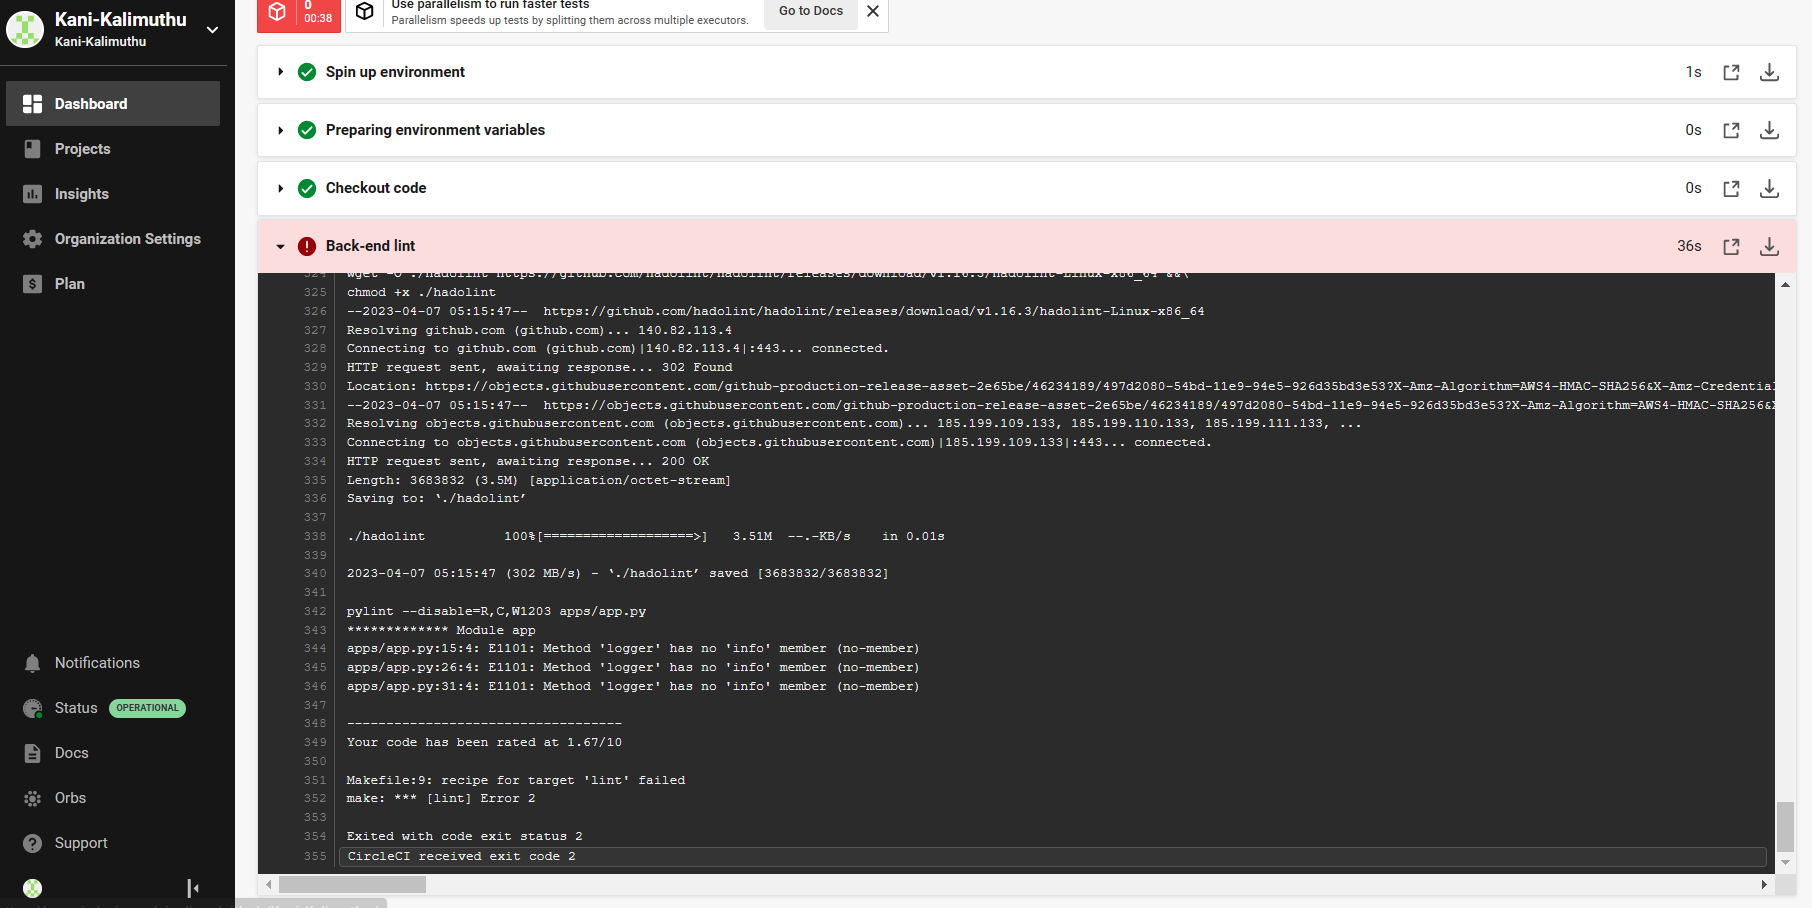 Kani-Kalimuthu
Kani-Kalimuthu
Dashboard
Projects
Insights
Organization Settings
Plan
Notifications
Status OPERATIONAL
Docs
Orbs
Support
0
00:38
Use parallelism to run faster tests
Parallelism speeds up tests by splitting them across multiple executors.
Go to Docs
Spin up environment 1s
Preparing environment variables 0s
Checkout code 0s
Back-end lint 36s
324 wget -O ./hadolint https://github.com/hadolint/hadolint/releases/download/v1.16.3/hadolint-Linux-x86_64 &&\
325 chmod +x ./hadolint
326 --2023-04-07 05:15:47--  https://github.com/hadolint/hadolint/releases/download/v1.16.3/hadolint-Linux-x86_64
327 Resolving github.com (github.com)... 140.82.113.4
328 Connecting to github.com (github.com)|140.82.113.4|:443... connected.
329 HTTP request sent, awaiting response... 302 Found
330 Location: https://objects.githubusercontent.com/github-production-release-asset-2e65be/46234189/497d2080-54bd-11e9-94e5-926d35bd3e53?X-Amz-Algorithm=AWS4-HMAC-SHA256&X-Amz-Credential
331 --2023-04-07 05:15:47--  https://objects.githubusercontent.com/github-production-release-asset-2e65be/46234189/497d2080-54bd-11e9-94e5-926d35bd3e53?X-Amz-Algorithm=AWS4-HMAC-SHA256&X
332 Resolving objects.githubusercontent.com (objects.githubusercontent.com)... 185.199.109.133, 185.199.110.133, 185.199.111.133, ...
333 Connecting to objects.githubusercontent.com (objects.githubusercontent.com)|185.199.109.133|:443... connected.
334 HTTP request sent, awaiting response... 200 OK
335 Length: 3683832 (3.5M) [application/octet-stream]
336 Saving to: ‘./hadolint’
337
338 ./hadolint          100%[===================>]   3.51M  --.-KB/s    in 0.01s
339
340 2023-04-07 05:15:47 (302 MB/s) - ‘./hadolint’ saved [3683832/3683832]
341
342 pylint --disable=R,C,W1203 apps/app.py
343 ************* Module app
344 apps/app.py:15:4: E1101: Method 'logger' has no 'info' member (no-member)
345 apps/app.py:26:4: E1101: Method 'logger' has no 'info' member (no-member)
346 apps/app.py:31:4: E1101: Method 'logger' has no 'info' member (no-member)
347
348 -----------------------------------
349 Your code has been rated at 1.67/10
350
351 Makefile:9: recipe for target 'lint' failed
352 make: *** [lint] Error 2
353
354 Exited with code exit status 2
355 CircleCI received exit code 2